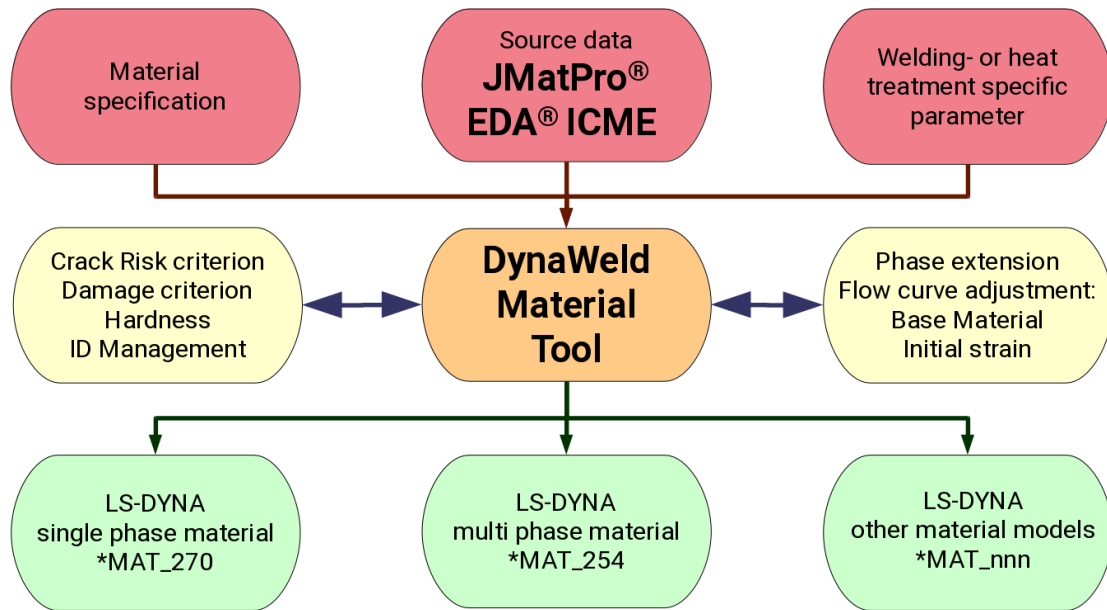 Material
specification
Source data
JMatPro®
EDA® ICME
Welding- or heat
treatment specific
parameter
Crack Risk criterion
Damage criterion
Hardness
ID Management
DynaWeld
Material
Tool
Phase extension
Flow curve adjustment:
Base Material
Initial strain
LS-DYNA
single phase material
*MAT_270
LS-DYNA
multi phase material
*MAT_254
LS-DYNA
other material models
*MAT_nnn